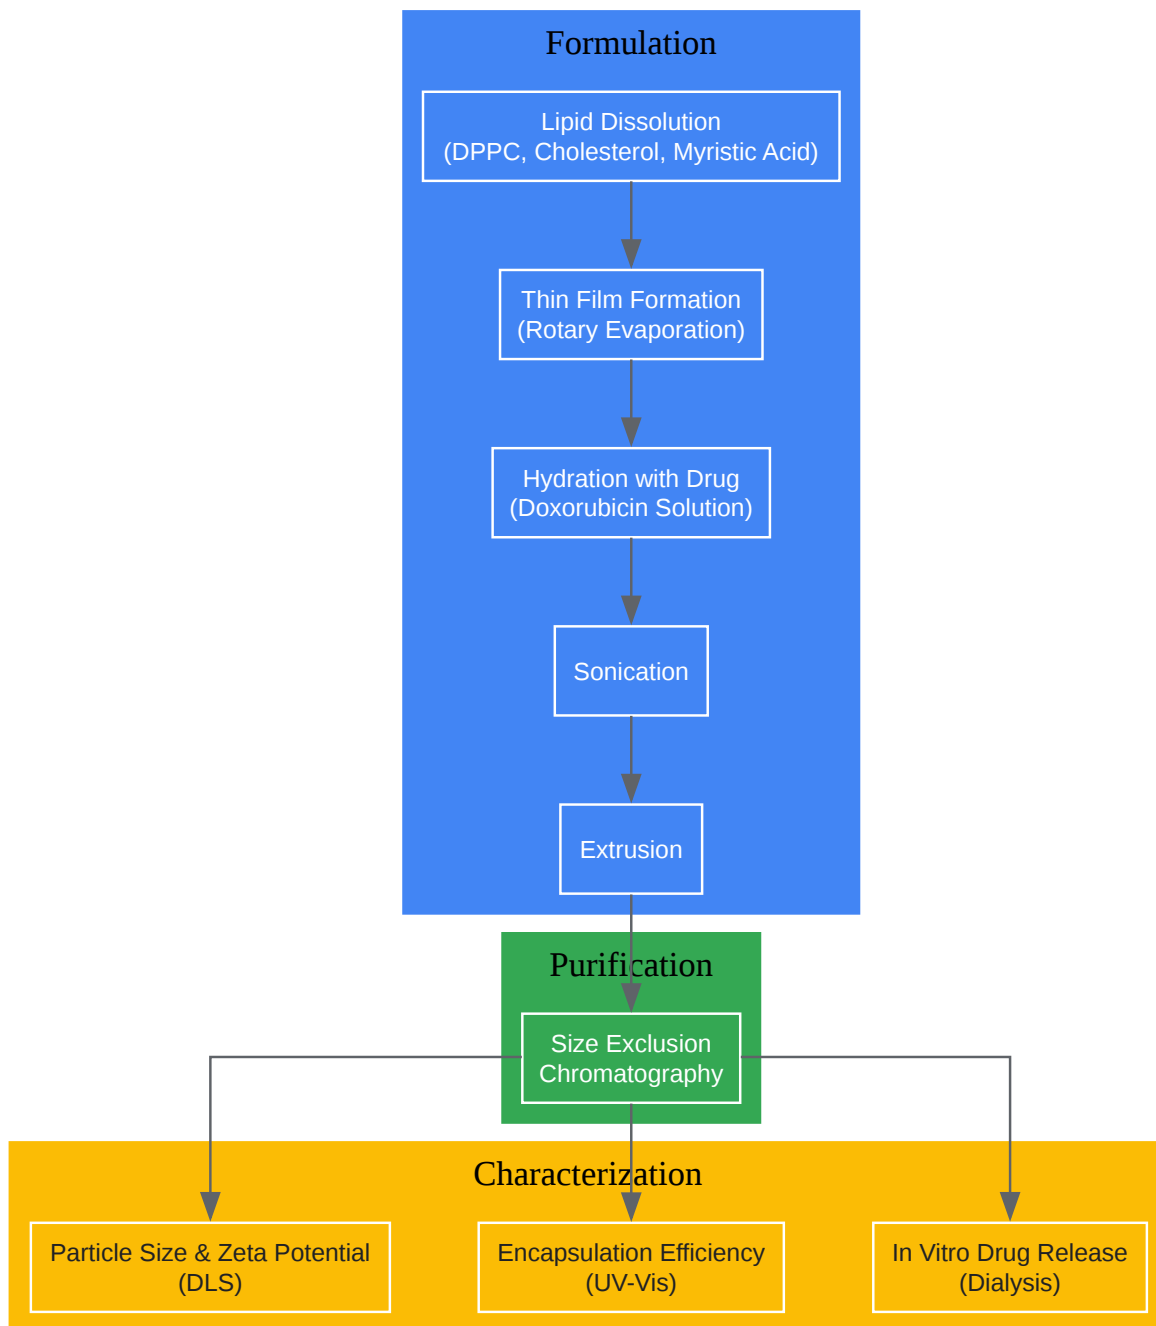 Formulation
Lipid Dissolution
(DPPC, Cholesterol, Myristic Acid)
Thin Film Formation
(Rotary Evaporation)
Hydration with Drug
(Doxorubicin Solution)
Sonication
Extrusion
Purification
Size Exclusion
Chromatography
Characterization
Particle Size & Zeta Potential
(DLS)
Encapsulation Efficiency
(UV-Vis)
In Vitro Drug Release
(Dialysis)